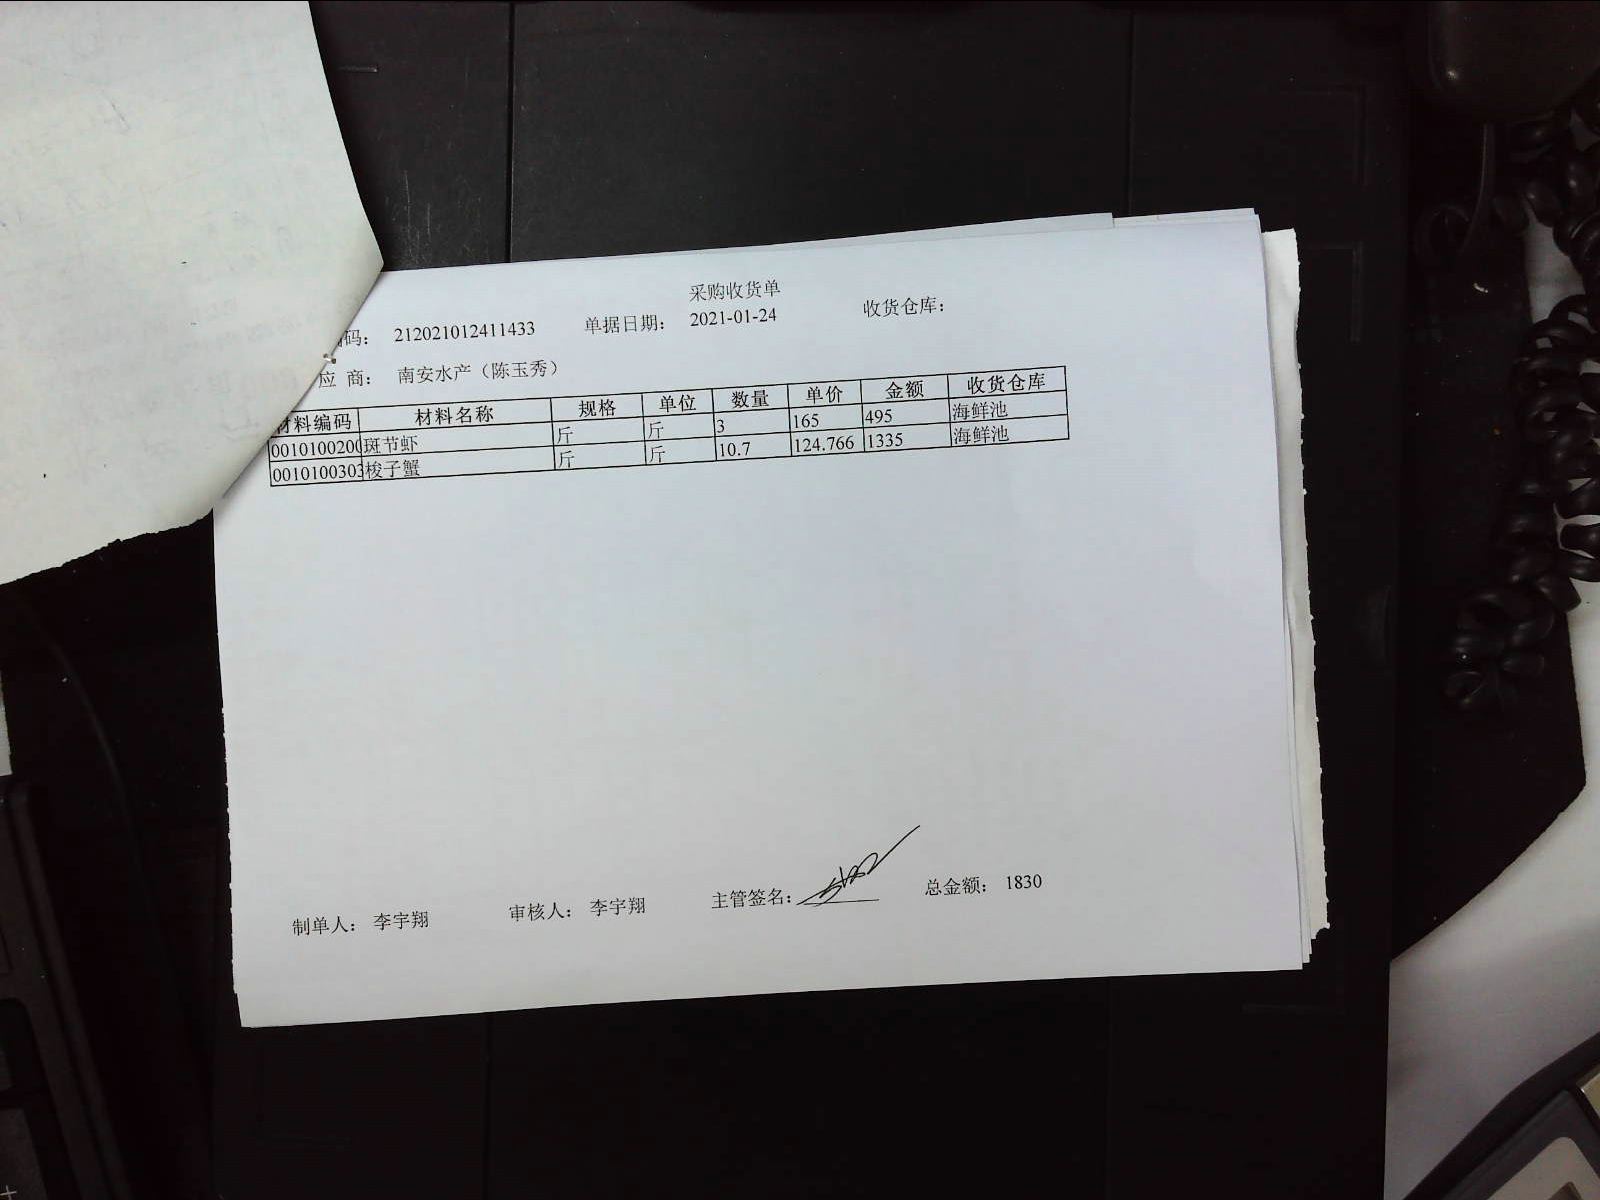 采购收货单
码： 212021012411433 单据日期： 2021-01-24 收货仓库：
应 商： 南安水产（陈玉秀）
材料编码 材料名称 规格 单位 数量 单价 金额 收货仓库
0010100200 斑节虾 斤 斤 3 165 495 海鲜池
0010100303 梭子蟹 斤 斤 10.7 124.766 1335 海鲜池
制单人： 李宇翔 审核人： 李宇翔 主管签名： 总金额： 1830